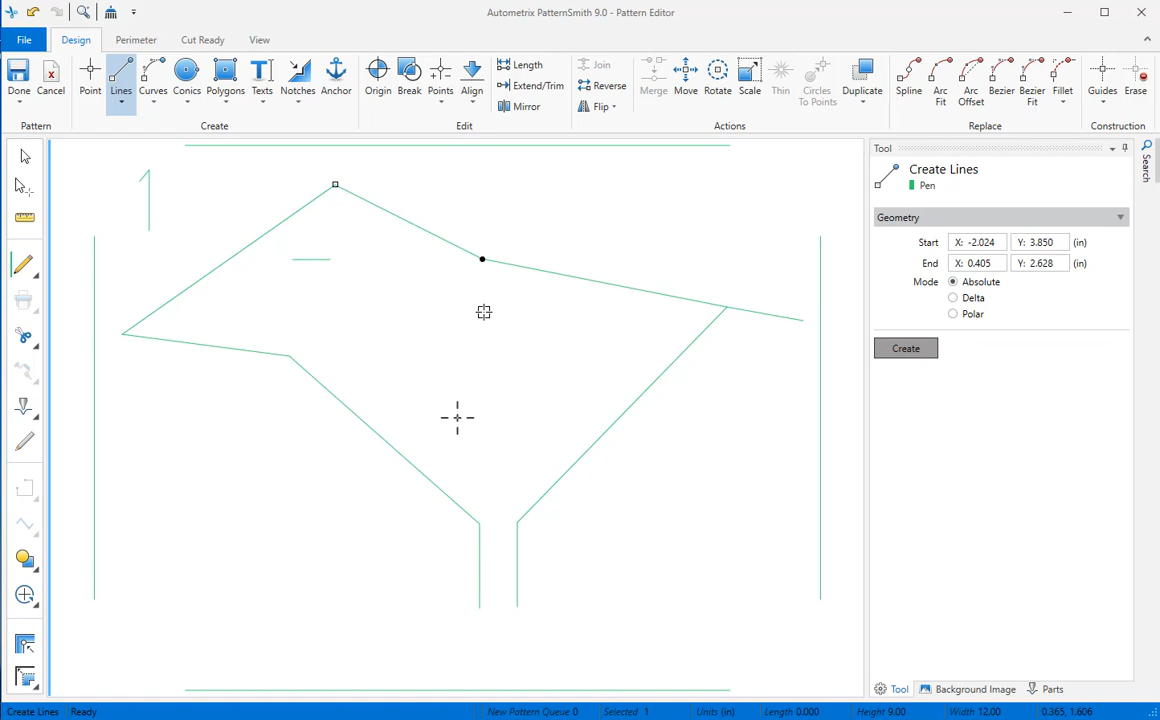 Autometrix PatternSmith 9.0 - Pattern Editor
File Design Perimeter Cut Ready View
Done Cancel Point Lines Curves Conics Polygons Texts Notches Anchor Origin Break Points Align
Length
Extend/Trim
Mirror
Join
Reverse
Flip
Merge Move Rotate Scale Thin Circles To Points Duplicate
Spline Arc Fit Arc Offset Bezier Bezier Fit Fillet Guides Erase
Pattern Create Edit Actions Replace Construction
Tool
Search
Create Lines
Pen
Geometry
Start X: -2.024 Y: 3.850 (in)
End X: 0.405 Y: 2.628 (in)
Mode Absolute
Delta
Polar
Create
1
Tool Background Image Parts
Create Lines Ready New Pattern Queue 0 Selected 1 Units (in) Length 0.000 Height 9.00 Width 12.00 0.365, 1.606